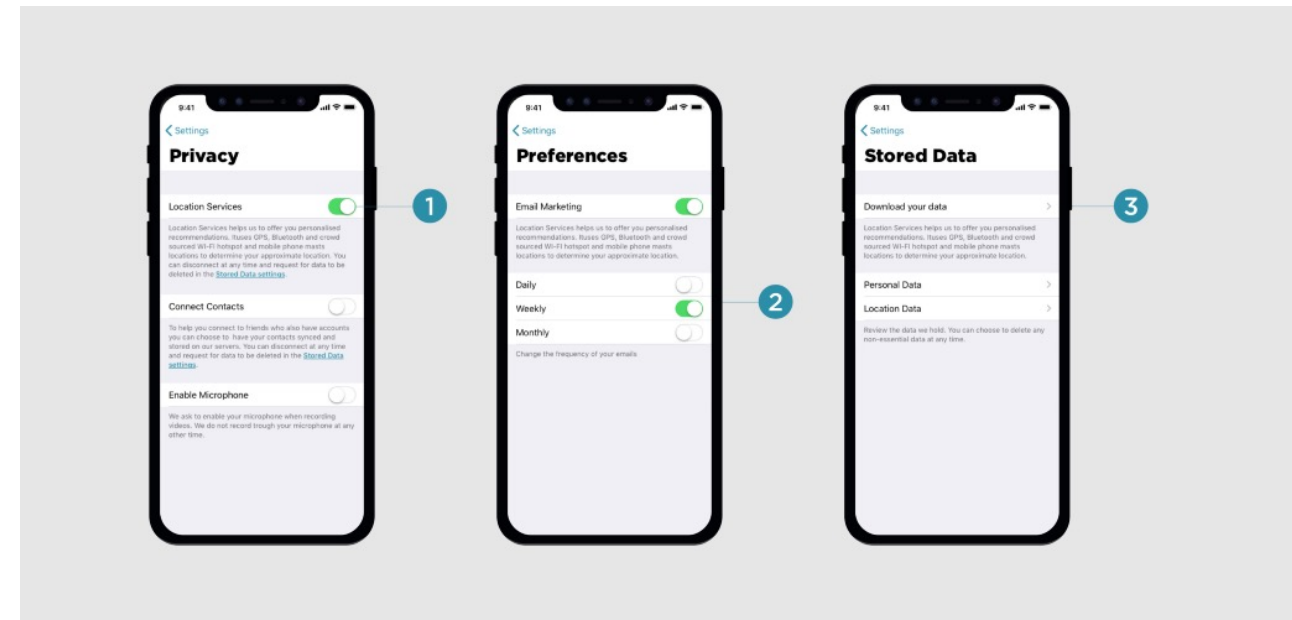 9:41
Settings
Privacy
Location Services
Location Services helps us to offer you personalised
recommendations. Ituses GPS, Bluetooth and crowd
sourced Wi-Fi hotspot and mobile phone masts
locations to determine your approximate location. You
can disconnect at any time and request for data to be
deleted in the Stored Data settings.
Connect Contacts
To help you connect to friends who also have accounts
you can choose to have your contacts synced and
stored on our servers. You can disconnect at any time
and request for data to be deleted in the Stored Data
settings.
Enable Microphone
We ask to enable your microphone when recording
videos. We do not record trough your microphone at any
other time.
1
9:41
Settings
Preferences
Email Marketing
Location Services helps us to offer you personalised
recommendations. Ituses GPS, Bluetooth and crowd
sourced Wi-Fi hotspot and mobile phone masts
locations to determine your approximate location.
Daily
Weekly
Monthly
Change the frequency of your emails
2
9:41
Settings
Stored Data
Download your data
Location Services helps us to offer you personalised
recommendations. Ituses GPS, Bluetooth and crowd
sourced Wi-Fi hotspot and mobile phone masts
locations to determine your approximate location.
Personal Data
Location Data
Review the data we hold. You can choose to delete any
non-essential data at any time.
3